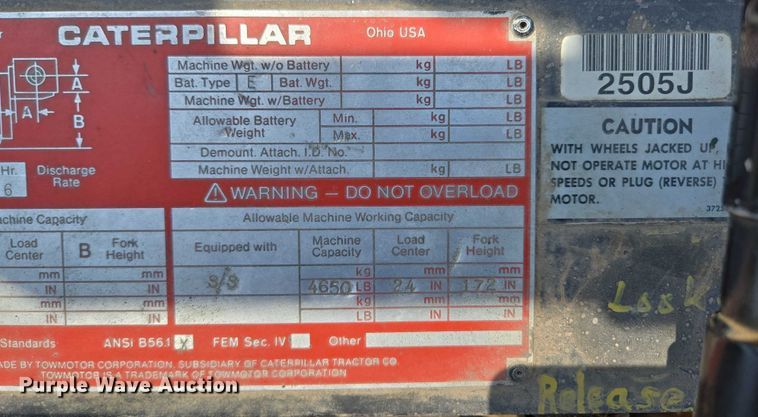 CATERPILLAR Ohio USA
Machine Wgt. w/o Battery kg LB
Bat. Type E Bat. Wgt. kg LB
Machine Wgt. w/Battery kg LB
Allowable Battery Weight Min. kg LB
Max. kg LB
Demount. Attach. I.D. No.
Machine Weight w/Attach. kg LB
A
A
B
Hr. Discharge Rate
6
WARNING – DO NOT OVERLOAD
Machine Capacity
Load Center B Fork Height
mm mm
IN IN
mm mm
IN IN
Allowable Machine Working Capacity
Equipped with Machine Capacity Load Center Fork Height
kg mm mm
S/S 4650 LB 24 IN 172 IN
kg mm mm
LB IN IN
Standards ANSI B56.1 X FEM Sec. IV Other
MADE BY TOWMOTOR CORPORATION, SUBSIDIARY OF CATERPILLAR TRACTOR CO.
TOWMOTOR IS A TRADEMARK OF TOWMOTOR CORPORATION
2505J
CAUTION
WITH WHEELS JACKED UP,
NOT OPERATE MOTOR AT
SPEEDS OR PLUG (REVERSE)
MOTOR.
Release
Purple Wave Auction